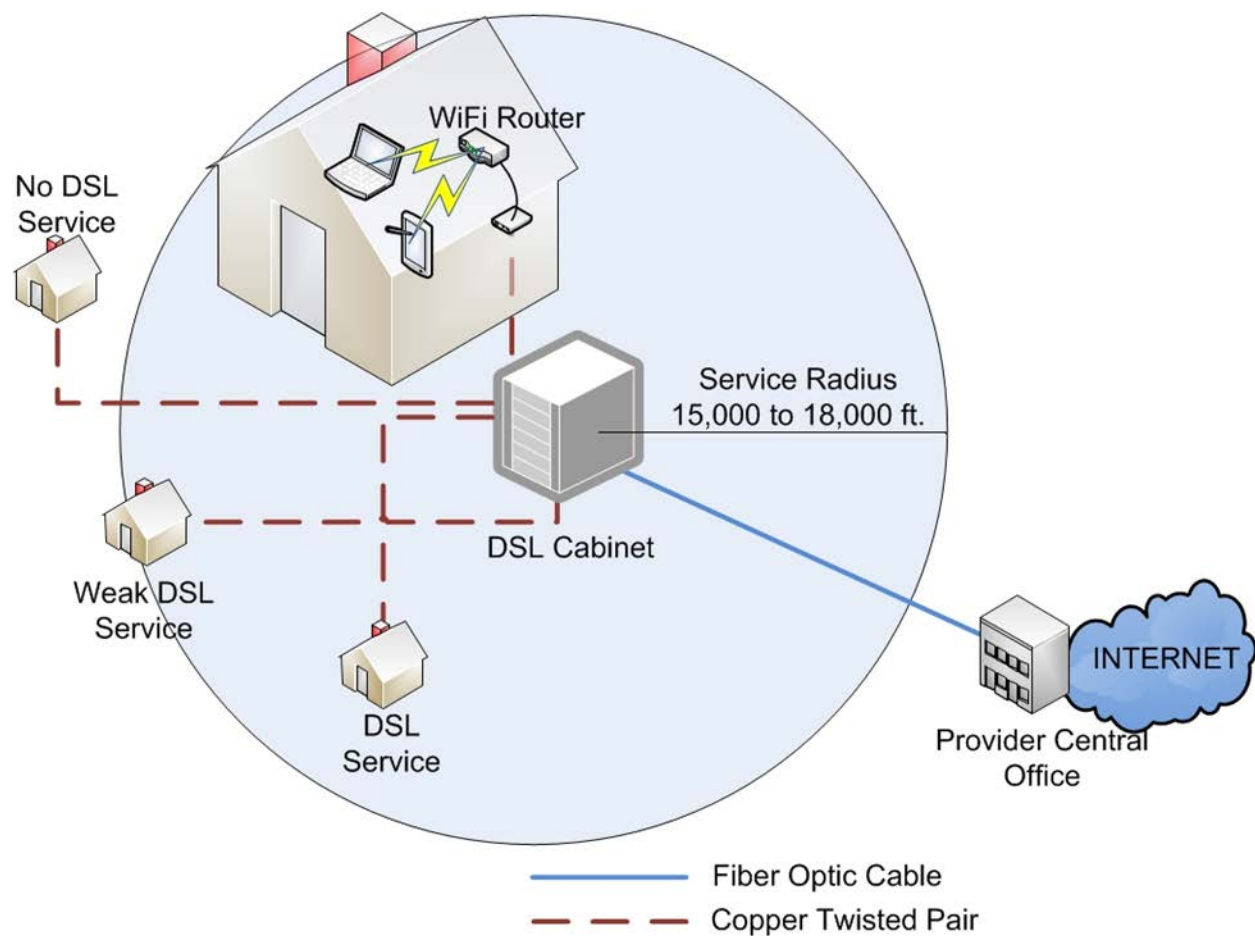 WiFi Router
No DSL
Service
Service Radius
15,000 to 18,000 ft.
DSL Cabinet
Weak DSL
Service
DSL
Service
INTERNET
Provider Central
Office
Fiber Optic Cable
Copper Twisted Pair